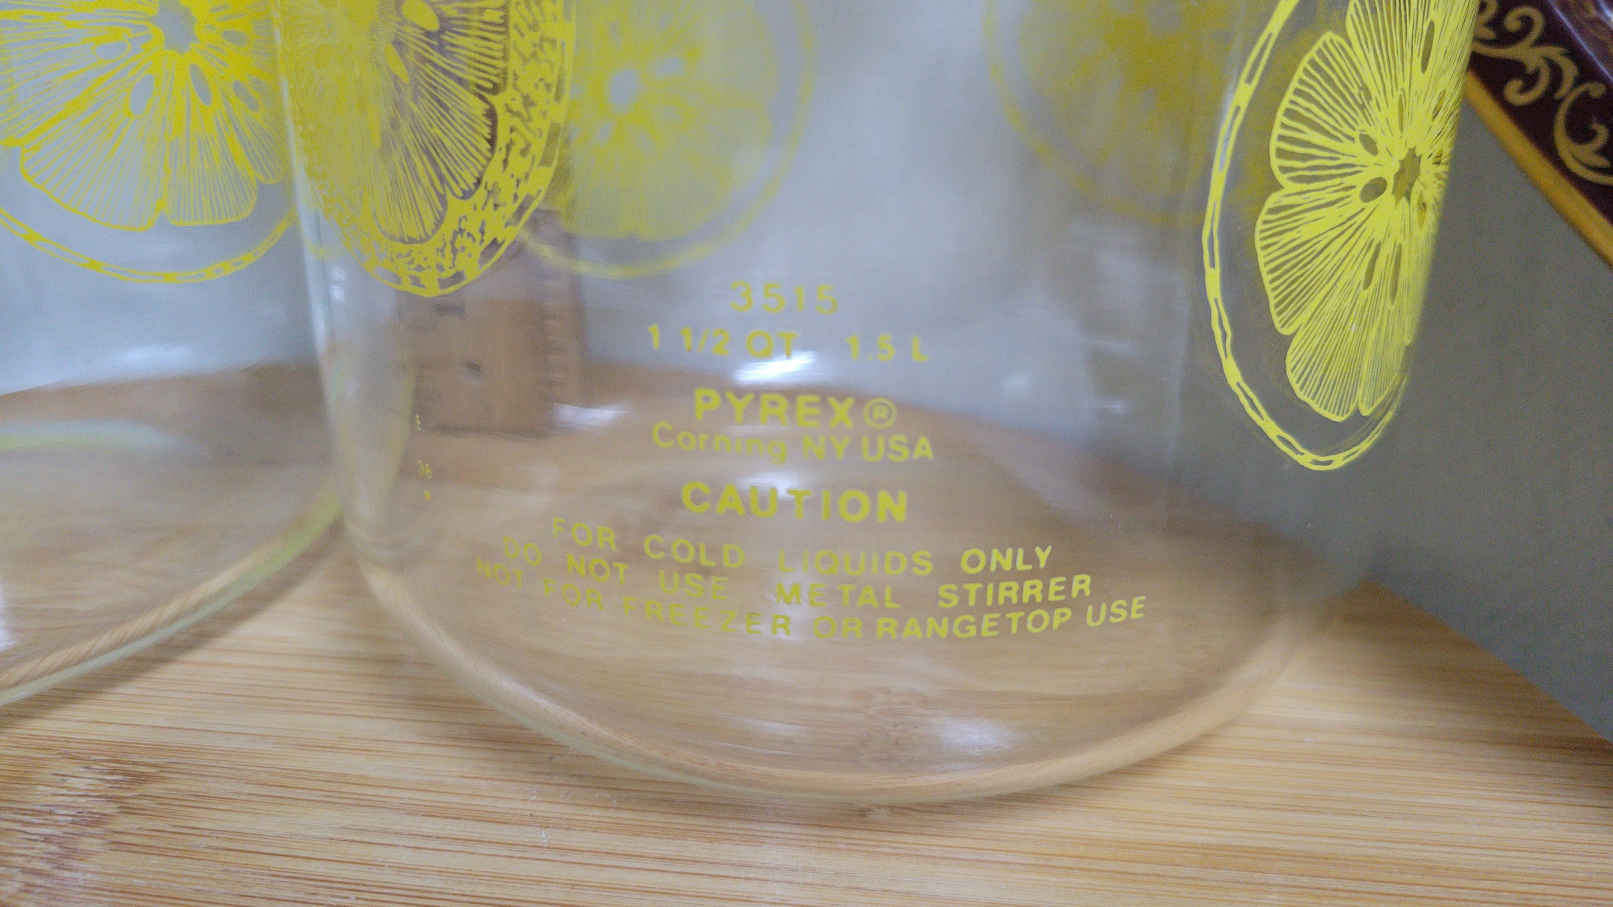 3515
1 1/2 QT 1.5 L
PYREX®
Corning NY USA
CAUTION
FOR COLD LIQUIDS ONLY
DO NOT USE METAL STIRRER
NOT FOR FREEZER OR RANGETOP USE